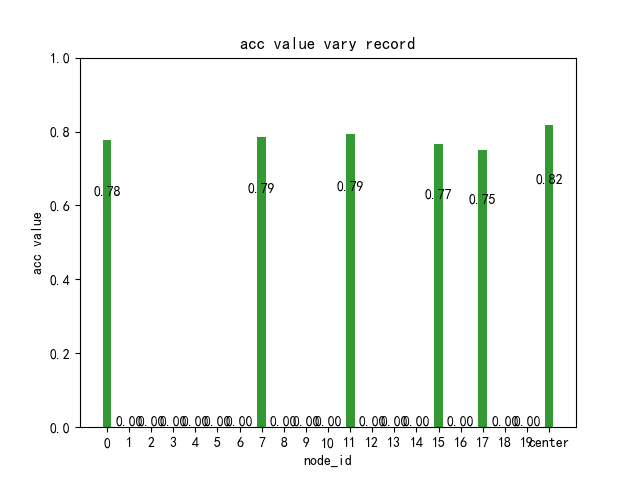 acc value vary record
acc value
1.0
0.8
0.6
0.4
0.2
0.0
0.78 0.00 0.00 0.00 0.00 0.00 0.00 0.79 0.00 0.00 0.00 0.79 0.00 0.00 0.00 0.77 0.00 0.75 0.00 0.00 0.82
0 1 2 3 4 5 6 7 8 9 10 11 12 13 14 15 16 17 18 19 center
node_id